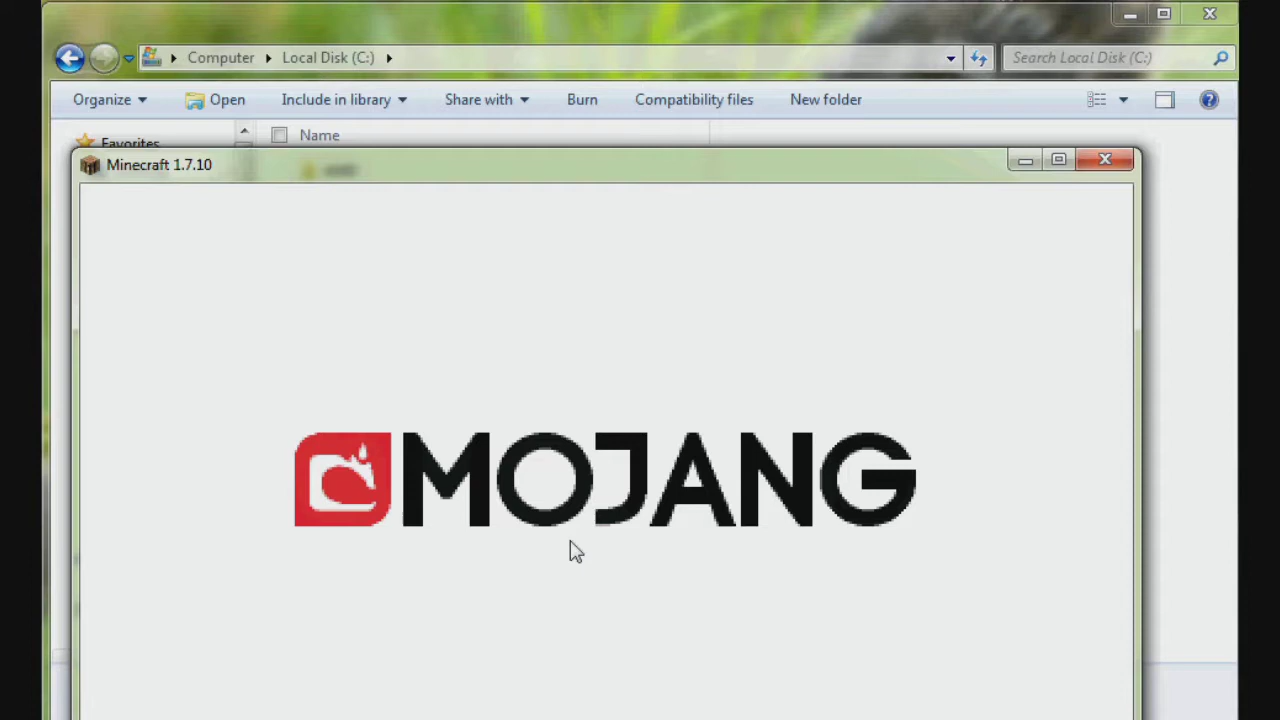 Computer Local Disk (C:) Search Local Disk (C:)
Organize Open Include in library Share with Burn Compatibility files New folder
Favorites Name
Minecraft 1.7.10
MOJANG